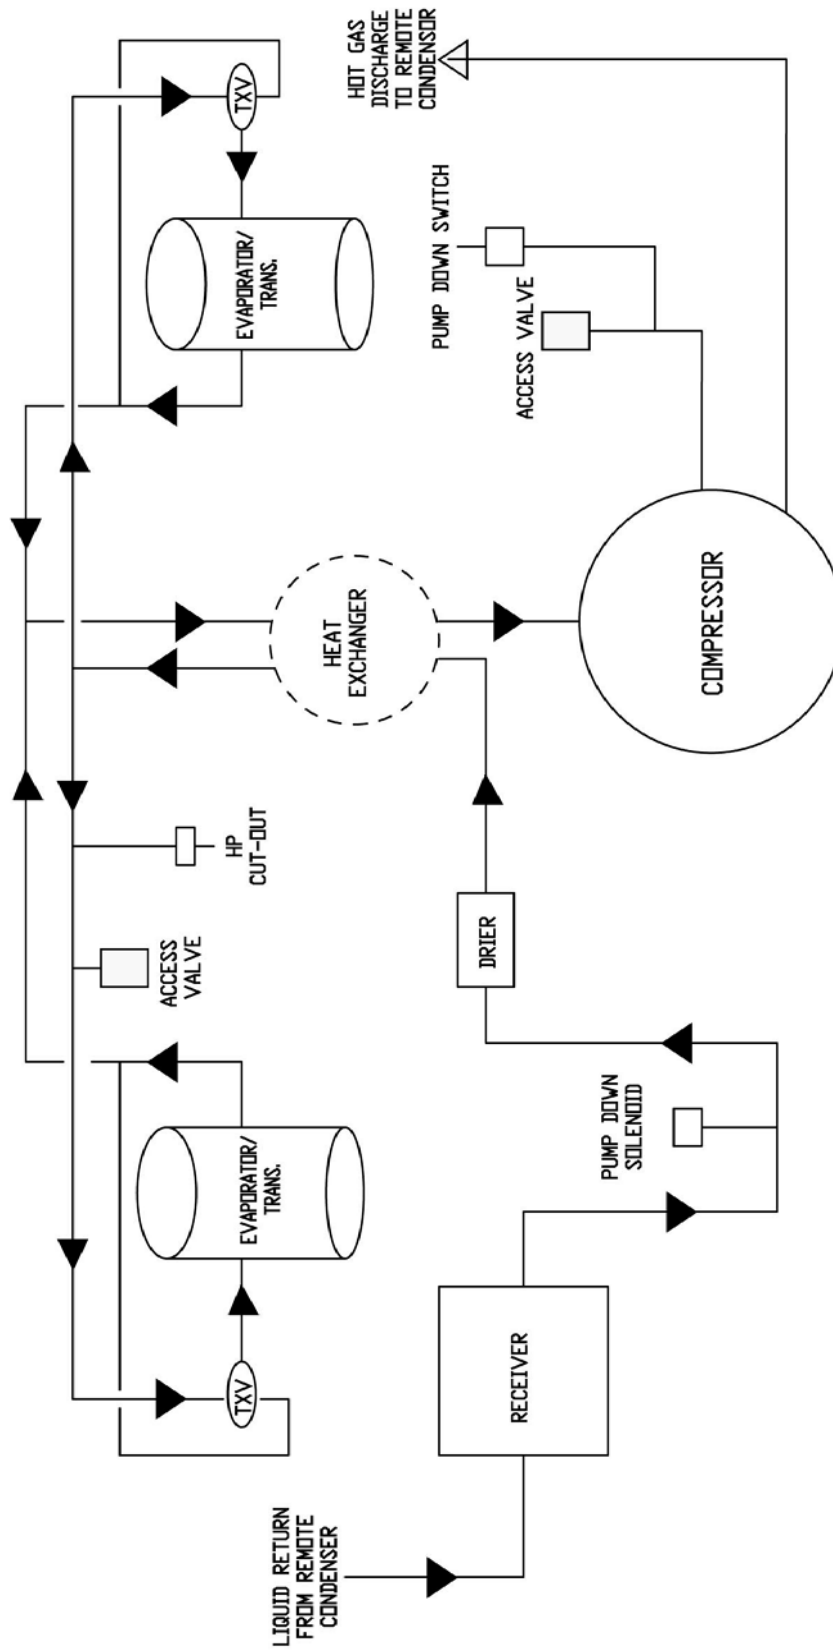 ACCESS
VALVE
HP
CUT-OUT
TXV
EVAPORATOR/
TRANS.
EVAPORATOR/
TRANS.
TXV
LIQUID RETURN
FROM REMOTE
CONDENSER
HEAT
EXCHANGER
HOT GAS
DISCHARGE
TO REMOTE
CONDENSOR
PUMP DOWN SWITCH
DRIER
RECEIVER
ACCESS VALVE
PUMP DOWN
SOLENOID
COMPRESSOR